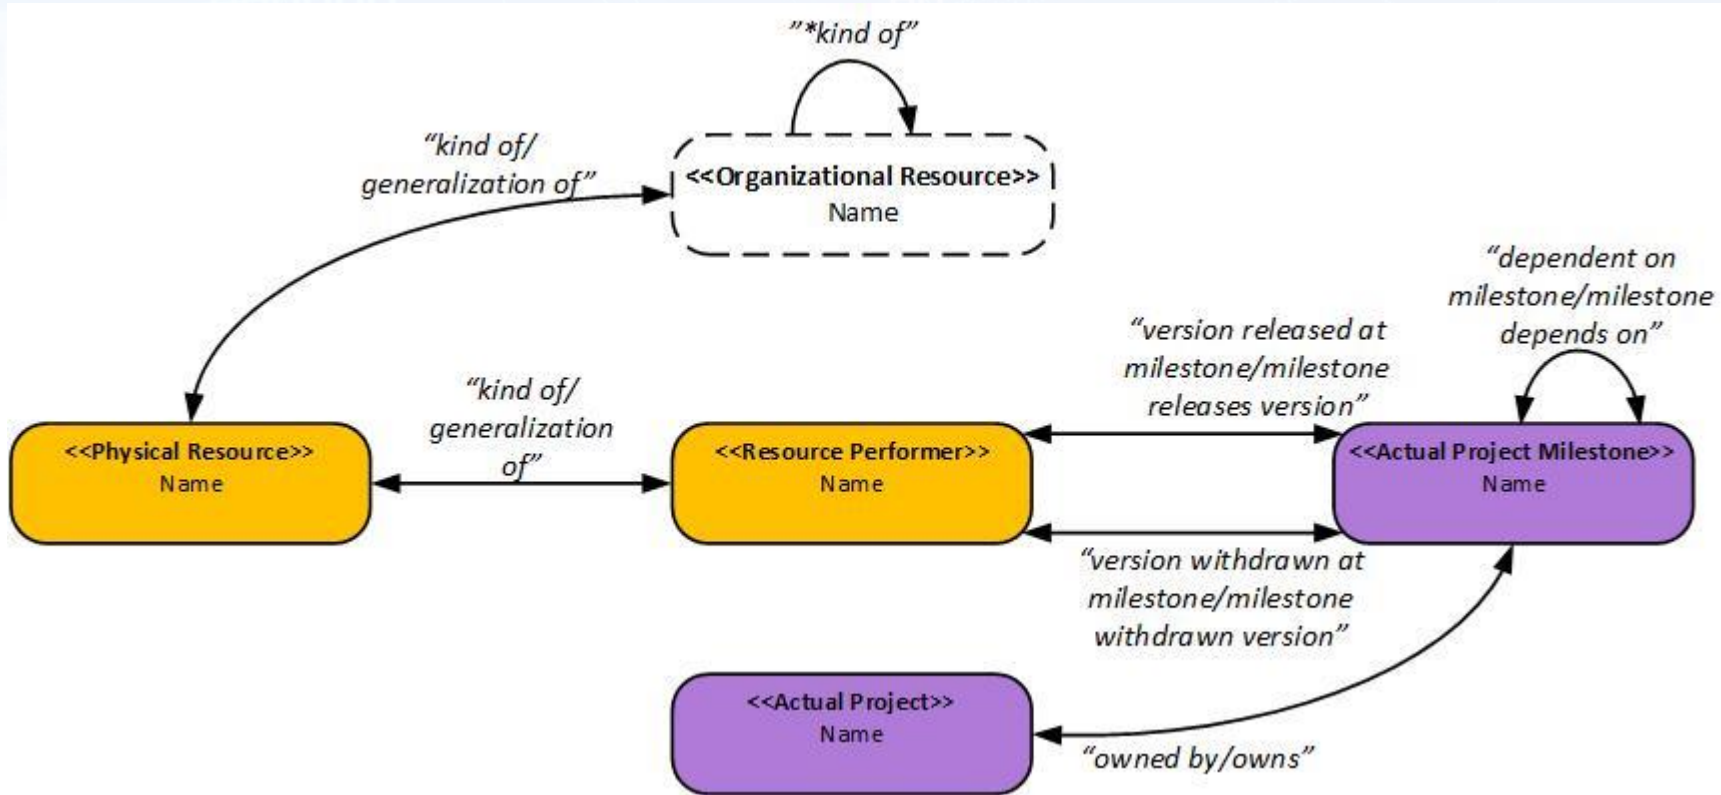 ”*kind of”
“kind of/
generalization of”
<<Organizational Resource>>
Name
“dependent on
milestone/milestone
depends on”
“version released at
milestone/milestone
releases version”
“kind of/
generalization
of”
<<Physical Resource>>
Name
<<Resource Performer>>
Name
<<Actual Project Milestone>>
Name
“version withdrawn at
milestone/milestone
withdrawn version”
<<Actual Project>>
Name
“owned by/owns”